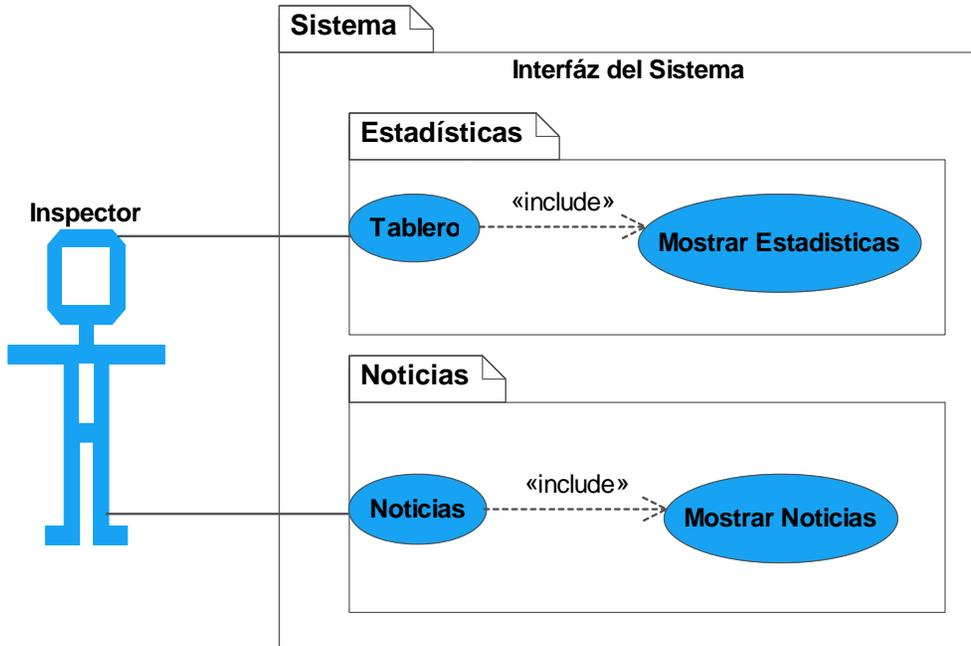 Sistema
Interfáz del Sistema
Estadísticas
Inspector
Tablero
«include»
Mostrar Estadisticas
Noticias
Noticias
«include»
Mostrar Noticias